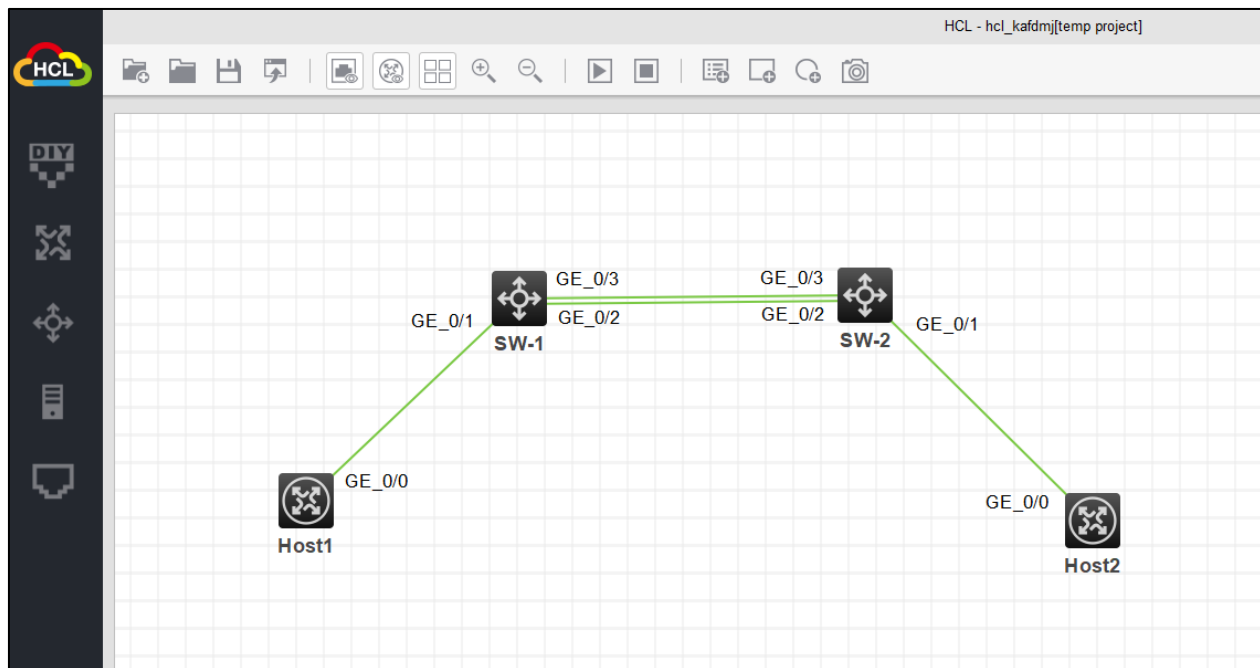 HCL - hcl_kafdmj[temp project]
HCL
DIY
GE_0/3
GE_0/3
GE_0/1
GE_0/2
GE_0/2
GE_0/1
SW-1
SW-2
GE_0/0
GE_0/0
Host1
Host2